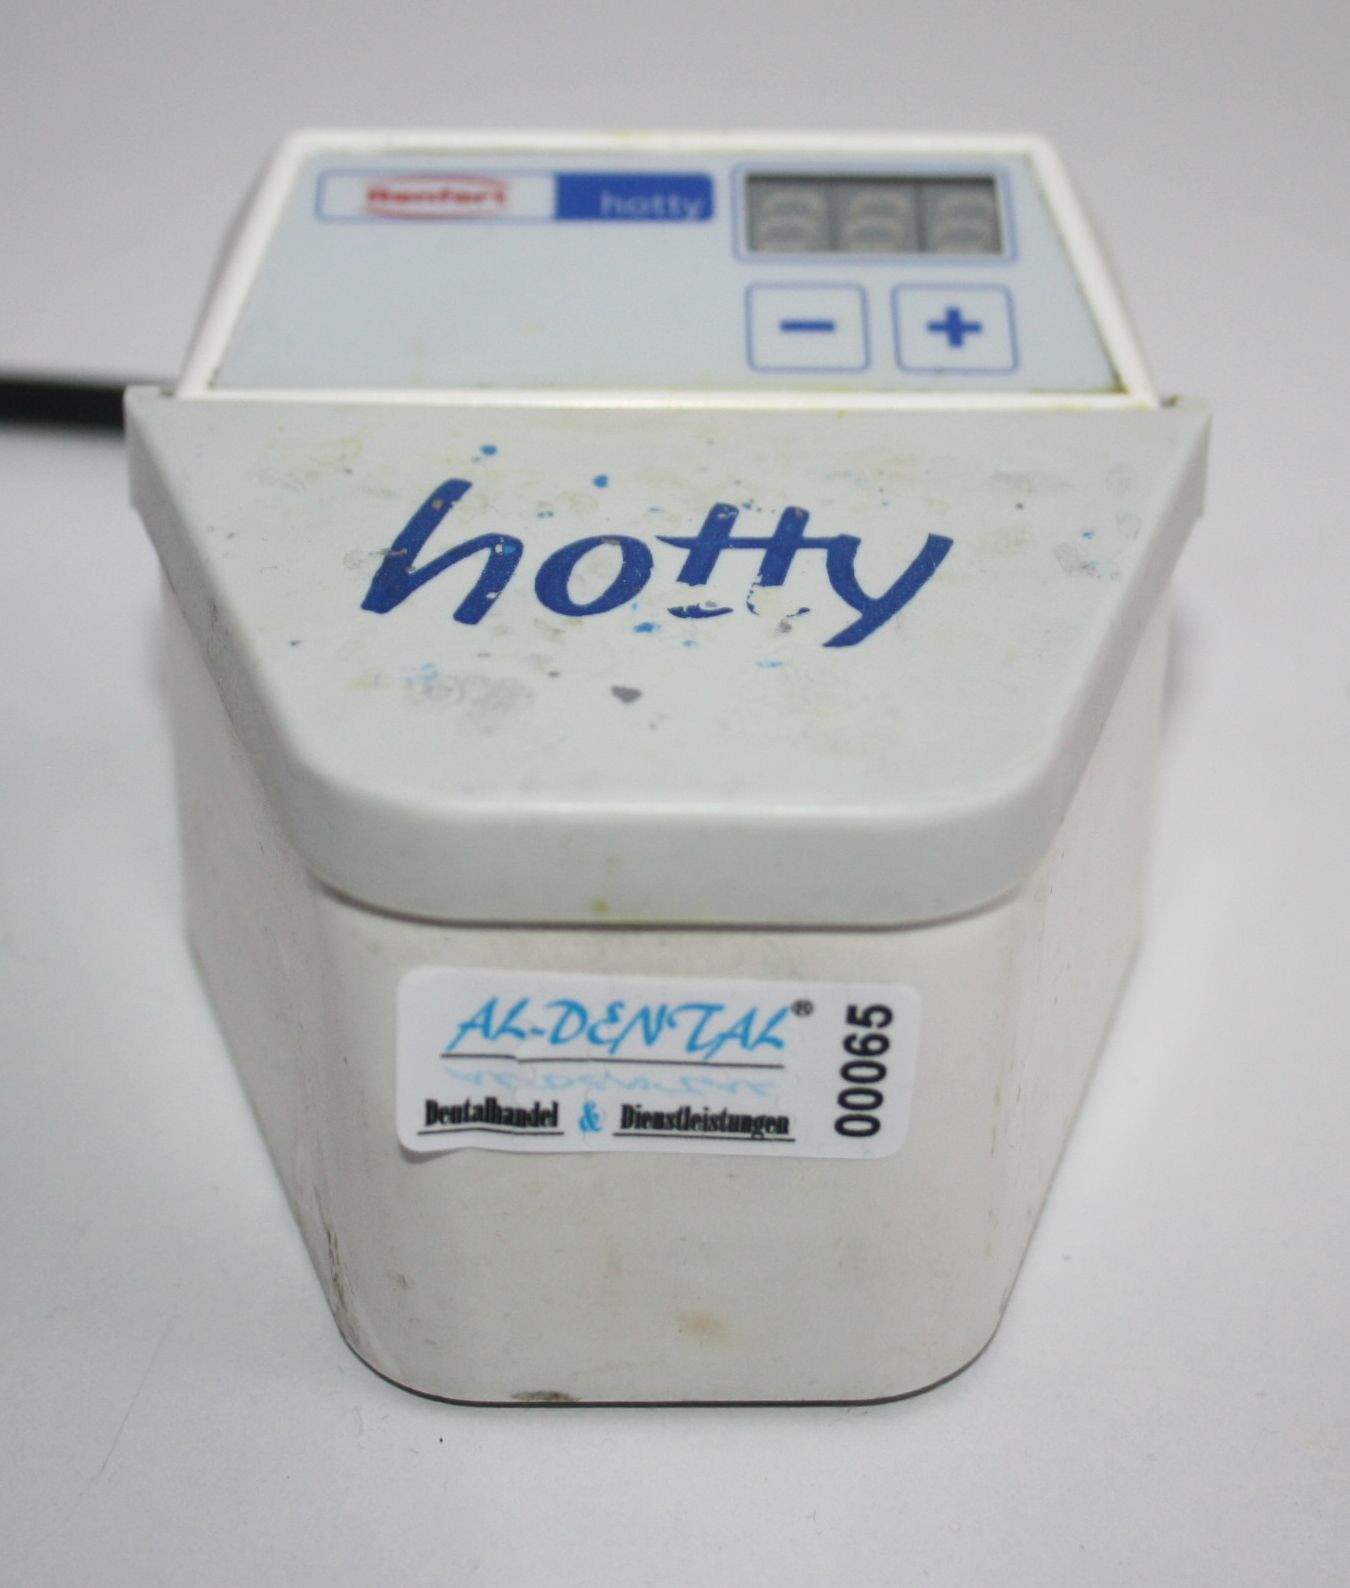 Renfert hotty
− +
hotty
AL-DENTAL®
Dentalhandel & Dienstleistungen
00065